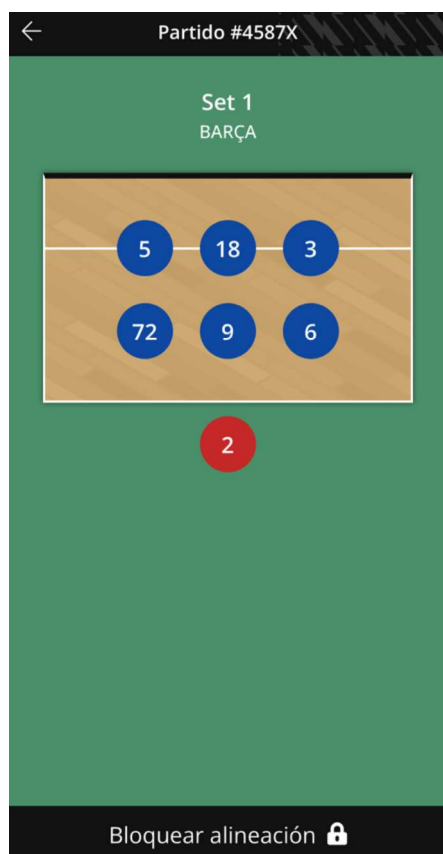 Partido #4587X
Set 1
BARÇA
5 18 3
72 9 6
2
Bloquear alineación